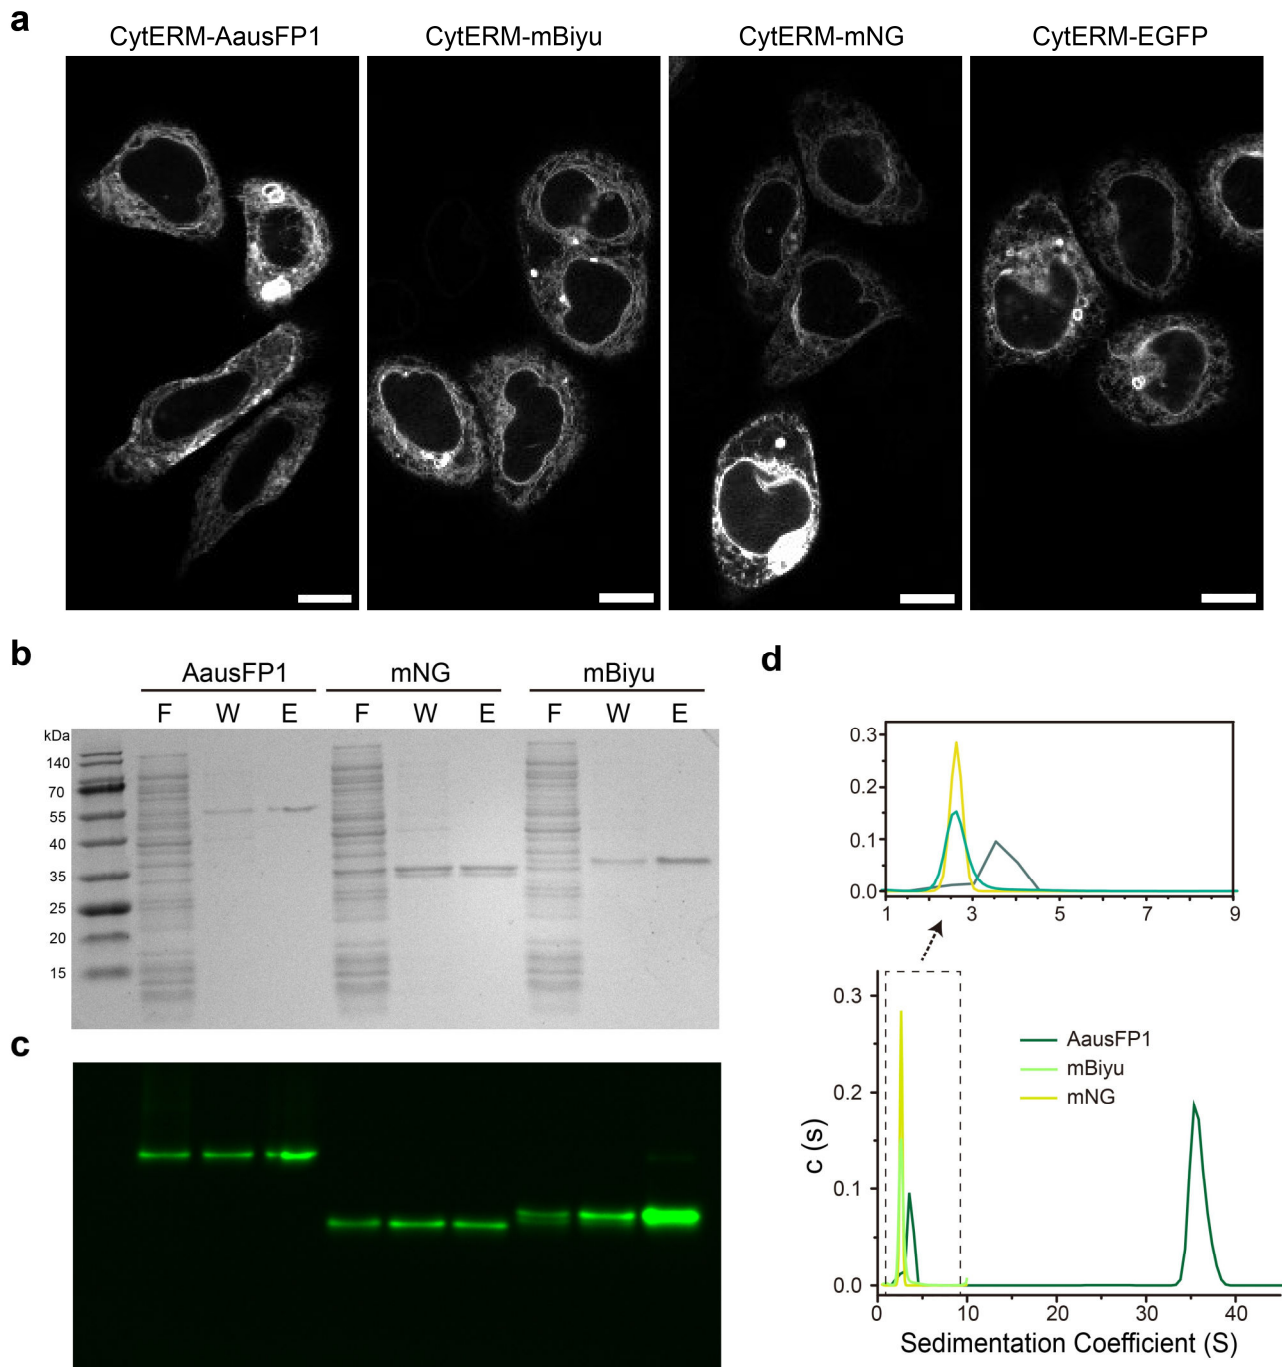 a
CytERM-AausFP1
CytERM-mBiyu
CytERM-mNG
CytERM-EGFP
b
AausFP1
mNG
mBiyu
F
W
E
F
W
E
F
W
E
kDa
140
70
55
40
35
25
20
15
c
d
0.3
0.2
0.1
0.0
1
3
5
7
9
0.3
0.2
0.1
0.0
c (s)
AausFP1
mBiyu
mNG
0
10
20
30
40
Sedimentation Coefficient (S)